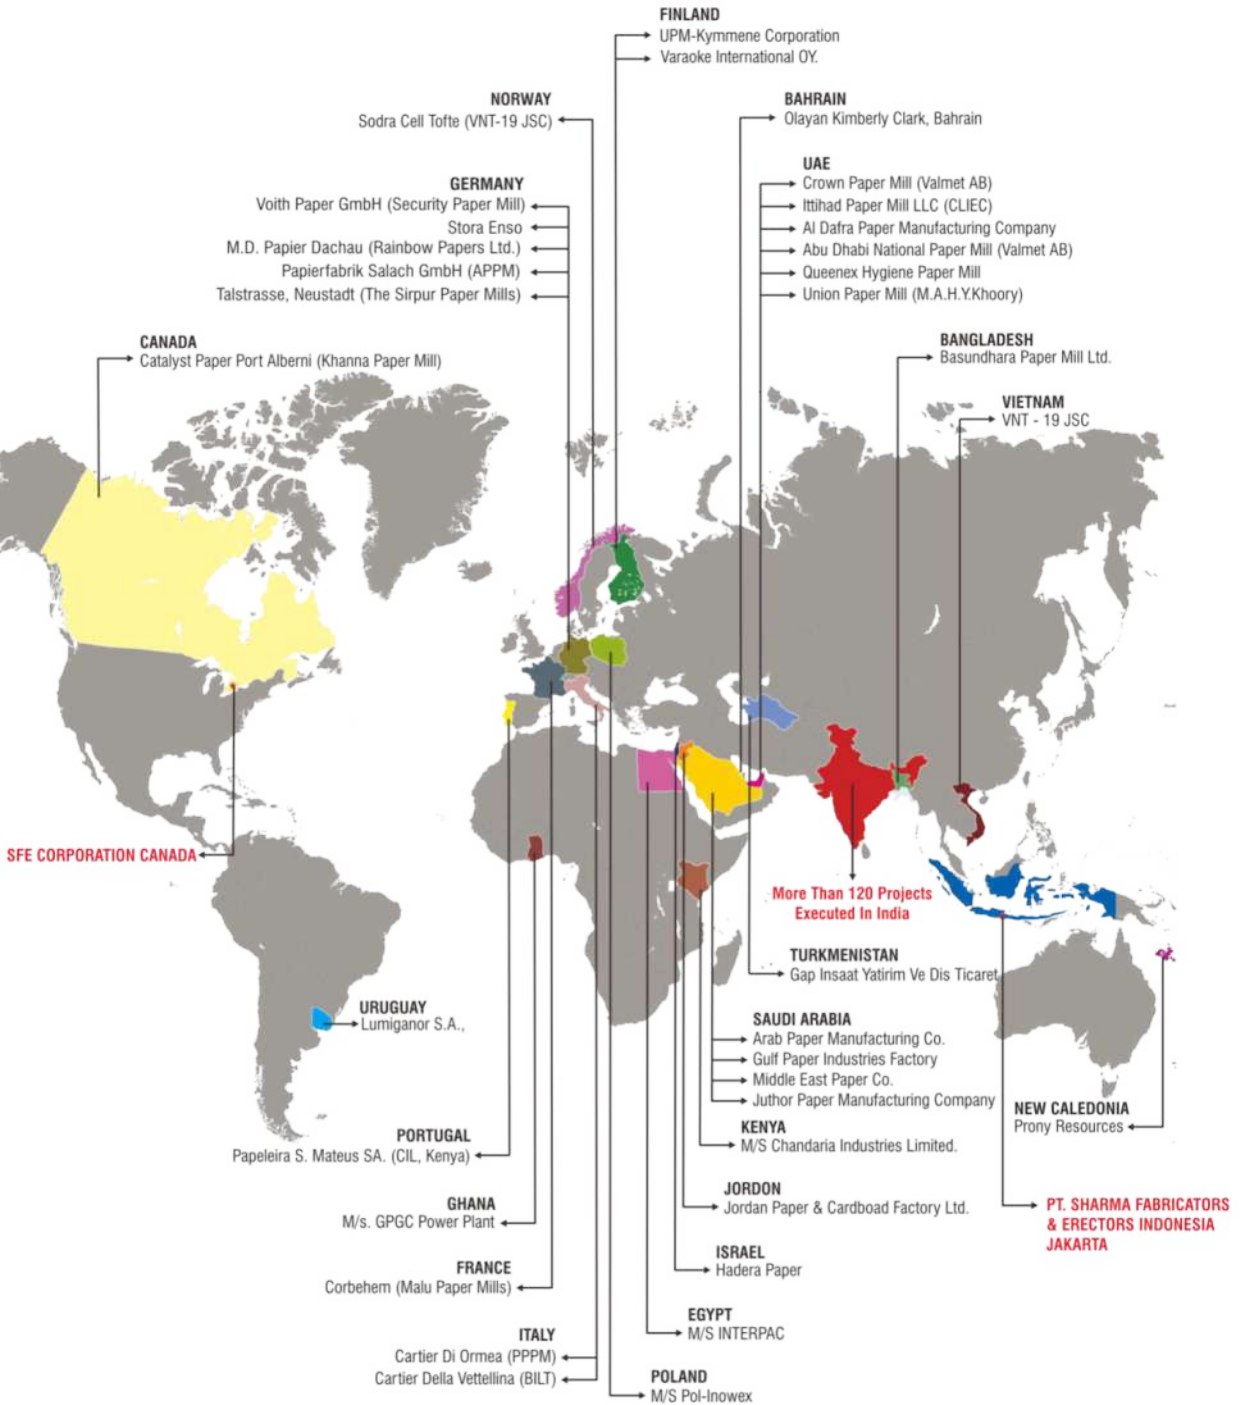 FINLAND
UPM-Kymmene Corporation
Varaoke International OY.
NORWAY
Sodra Cell Tofte (VNT-19 JSC)
BAHRAIN
Olayan Kimberly Clark, Bahrain
UAE
Crown Paper Mill (Valmet AB)
Ittihad Paper Mill LLC (CLIEC)
Al Dafra Paper Manufacturing Company
Abu Dhabi National Paper Mill (Valmet AB)
Queenex Hygiene Paper Mill
Union Paper Mill (M.A.H.Y.Khoory)
GERMANY
Voith Paper GmbH (Security Paper Mill)
Stora Enso
M.D. Papier Dachau (Rainbow Papers Ltd.)
Papierfabrik Salach GmbH (APPM)
Talstrasse, Neustadt (The Sirpur Paper Mills)
CANADA
Catalyst Paper Port Alberni (Khanna Paper Mill)
BANGLADESH
Basundhara Paper Mill Ltd.
VIETNAM
VNT - 19 JSC
SFE CORPORATION CANADA
More Than 120 Projects
Executed In India
TURKMENISTAN
Gap Insaat Yatirim Ve Dis Ticaret
URUGUAY
Lumiganor S.A.,
SAUDI ARABIA
Arab Paper Manufacturing Co.
Gulf Paper Industries Factory
Middle East Paper Co.
Juthor Paper Manufacturing Company
NEW CALEDONIA
Prony Resources
KENYA
M/S Chandaria Industries Limited.
PORTUGAL
Papeleira S. Mateus SA. (CIL, Kenya)
JORDON
Jordan Paper & Cardboad Factory Ltd.
PT. SHARMA FABRICATORS
& ERECTORS INDONESIA
JAKARTA
GHANA
M/s. GPGC Power Plant
ISRAEL
Hadera Paper
FRANCE
Corbehem (Malu Paper Mills)
EGYPT
M/S INTERPAC
ITALY
Cartier Di Ormea (PPPM)
Cartier Della Vettellina (BILT)
POLAND
M/S Pol-Inowex